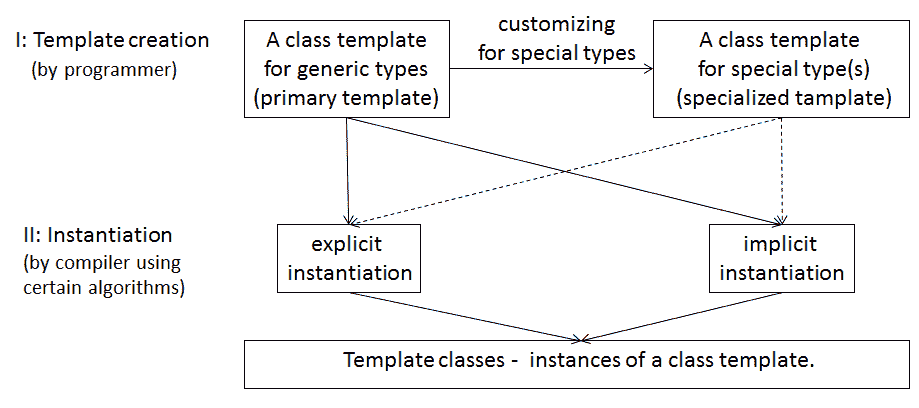 customizing
for special types
I: Template creation
(by programmer)
A class template
for generic types
(primary template)
A class template
for special type(s)
(specialized tamplate)
II: Instantiation
(by compiler using
certain algorithms)
explicit
instantiation
implicit
instantiation
Template classes - instances of a class template.